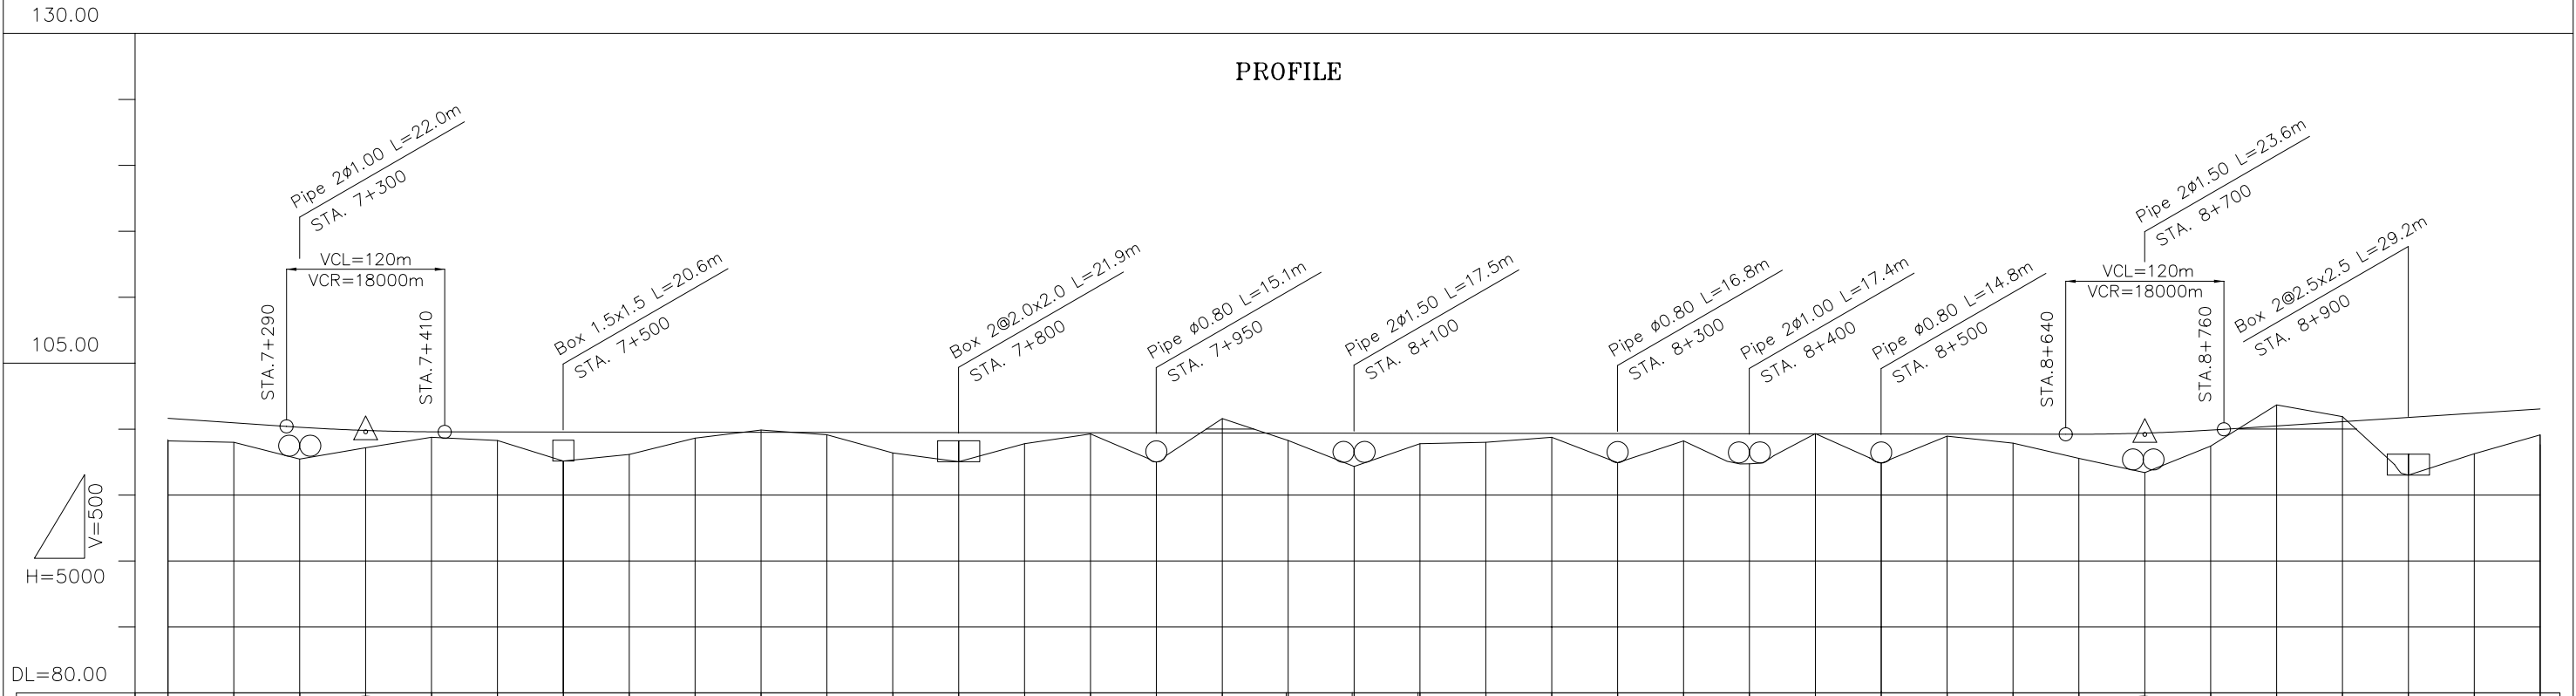 130.00
PROFILE
Pipe 2ø1.00 L=22.0m
STA. 7+300
VCL=120m
VCR=18000m
STA.7+290
STA.7+410
Box 1.5x1.5 L=20.6m
STA. 7+500
Box 2@2.0x2.0 L=21.9m
STA. 7+800
Pipe ø0.80 L=15.1m
STA. 7+950
Pipe 2ø1.50 L=17.5m
STA. 8+100
Pipe ø0.80 L=16.8m
STA. 8+300
Pipe 2ø1.00 L=17.4m
STA. 8+400
Pipe ø0.80 L=14.8m
STA. 8+500
Pipe 2ø1.50 L=23.6m
STA. 8+700
VCL=120m
VCR=18000m
STA.8+640
STA.8+760
Box 2@2.5x2.5 L=29.2m
STA. 8+900
105.00
V=500
H=5000
DL=80.00